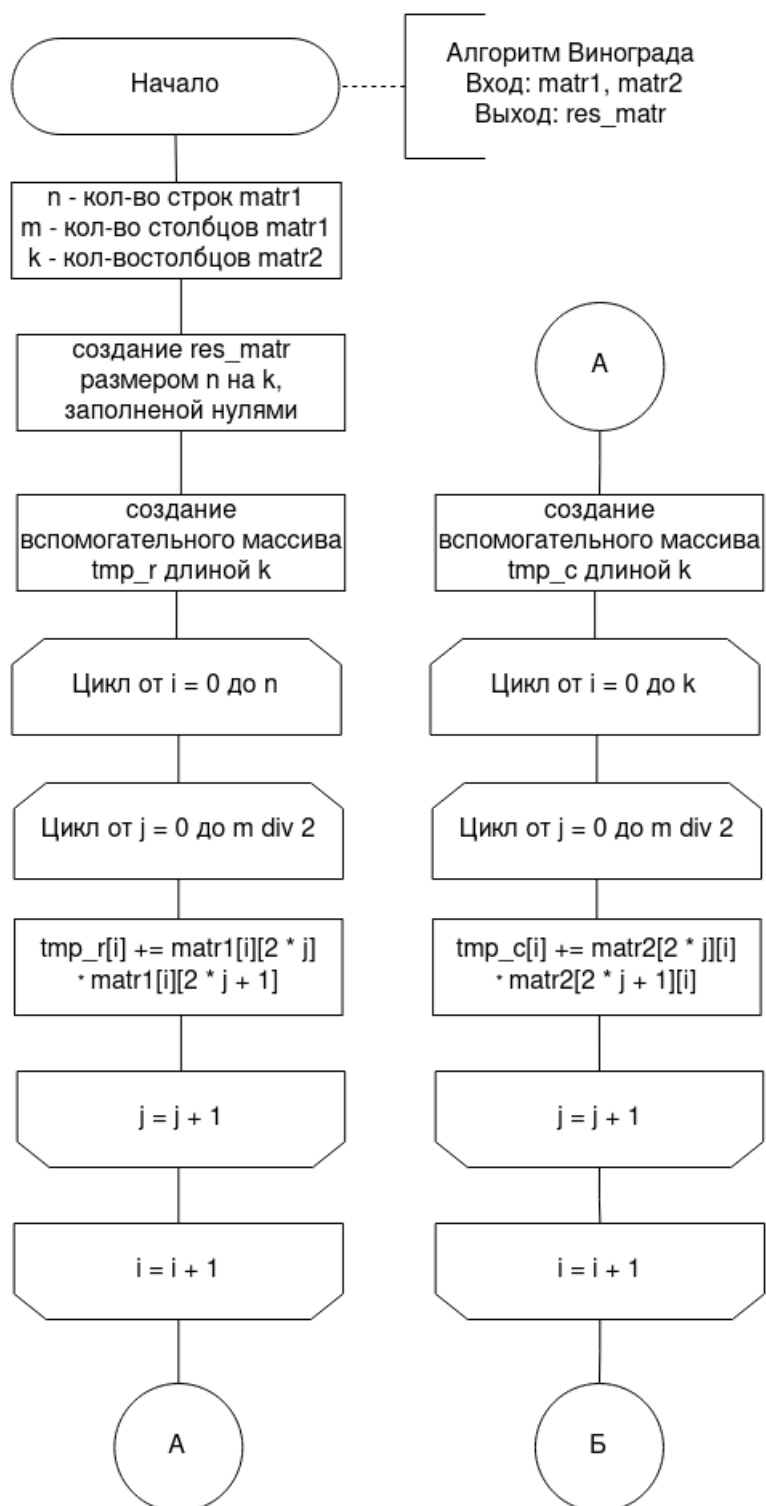 Начало
Алгоритм Винограда
Вход: matr1, matr2
Выход: res_matr
n - кол-во строк matr1
m - кол-во столбцов matr1
k - кол-востолбцов matr2
создание res_matr
размером n на k,
заполненой нулями
создание
вспомогательного массива
tmp_r длиной k
Цикл от i = 0 до n
Цикл от j = 0 до m div 2
tmp_r[i] += matr1[i][2 * j]
* matr1[i][2 * j + 1]
j = j + 1
i = i + 1
А
А
создание
вспомогательного массива
tmp_c длиной k
Цикл от i = 0 до k
Цикл от j = 0 до m div 2
tmp_c[i] += matr2[2 * j][i]
* matr2[2 * j + 1][i]
j = j + 1
i = i + 1
Б